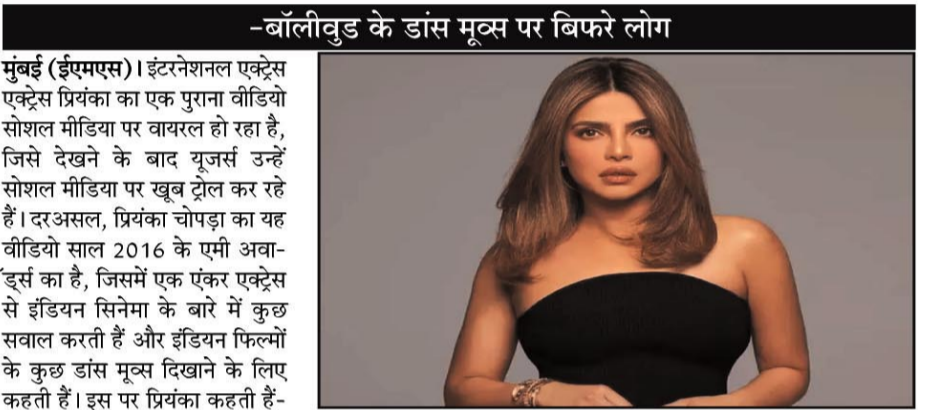 -बॉलीवुड के डांस मूव्स पर बिफरे लोग
मुंबई (ईएमएस)। इंटरनेशनल एक्ट्रेस
एक्ट्रेस प्रियंका का एक पुराना वीडियो
सोशल मीडिया पर वायरल हो रहा है,
जिसे देखने के बाद यूजर्स उन्हें
सोशल मीडिया पर खूब ट्रोल कर रहे
हैं। दरअसल, प्रियंका चोपड़ा का यह
वीडियो साल 2016 के एमी अवा-
र्ड्स का है, जिसमें एक एंकर एक्ट्रेस
से इंडियन सिनेमा के बारे में कुछ
सवाल करती हैं और इंडियन फिल्मों
के कुछ डांस मूव्स दिखाने के लिए
कहती हैं। इस पर प्रियंका कहती हैं-